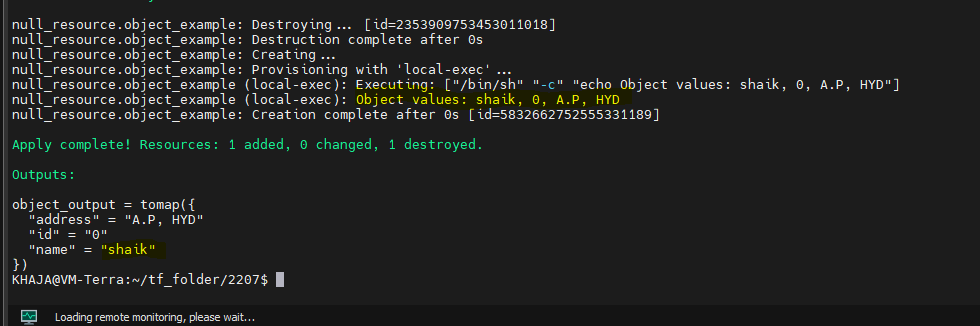 null_resource.object_example: Destroying... [id=2353909753453011018]
null_resource.object_example: Destruction complete after 0s
null_resource.object_example: Creating...
null_resource.object_example: Provisioning with 'local-exec'...
null_resource.object_example (local-exec): Executing: ["/bin/sh" "-c" "echo Object values: shaik, 0, A.P, HYD"]
null_resource.object_example (local-exec): Object values: shaik, 0, A.P, HYD
null_resource.object_example: Creation complete after 0s [id=5832662752555331189]
Apply complete! Resources: 1 added, 0 changed, 1 destroyed.
Outputs:
object_output = tomap({
"address" = "A.P, HYD"
"id" = "0"
"name" = "shaik"
})
KHAJA@VM-Terra:~/tf_folder/2207$
Loading remote monitoring, please wait...